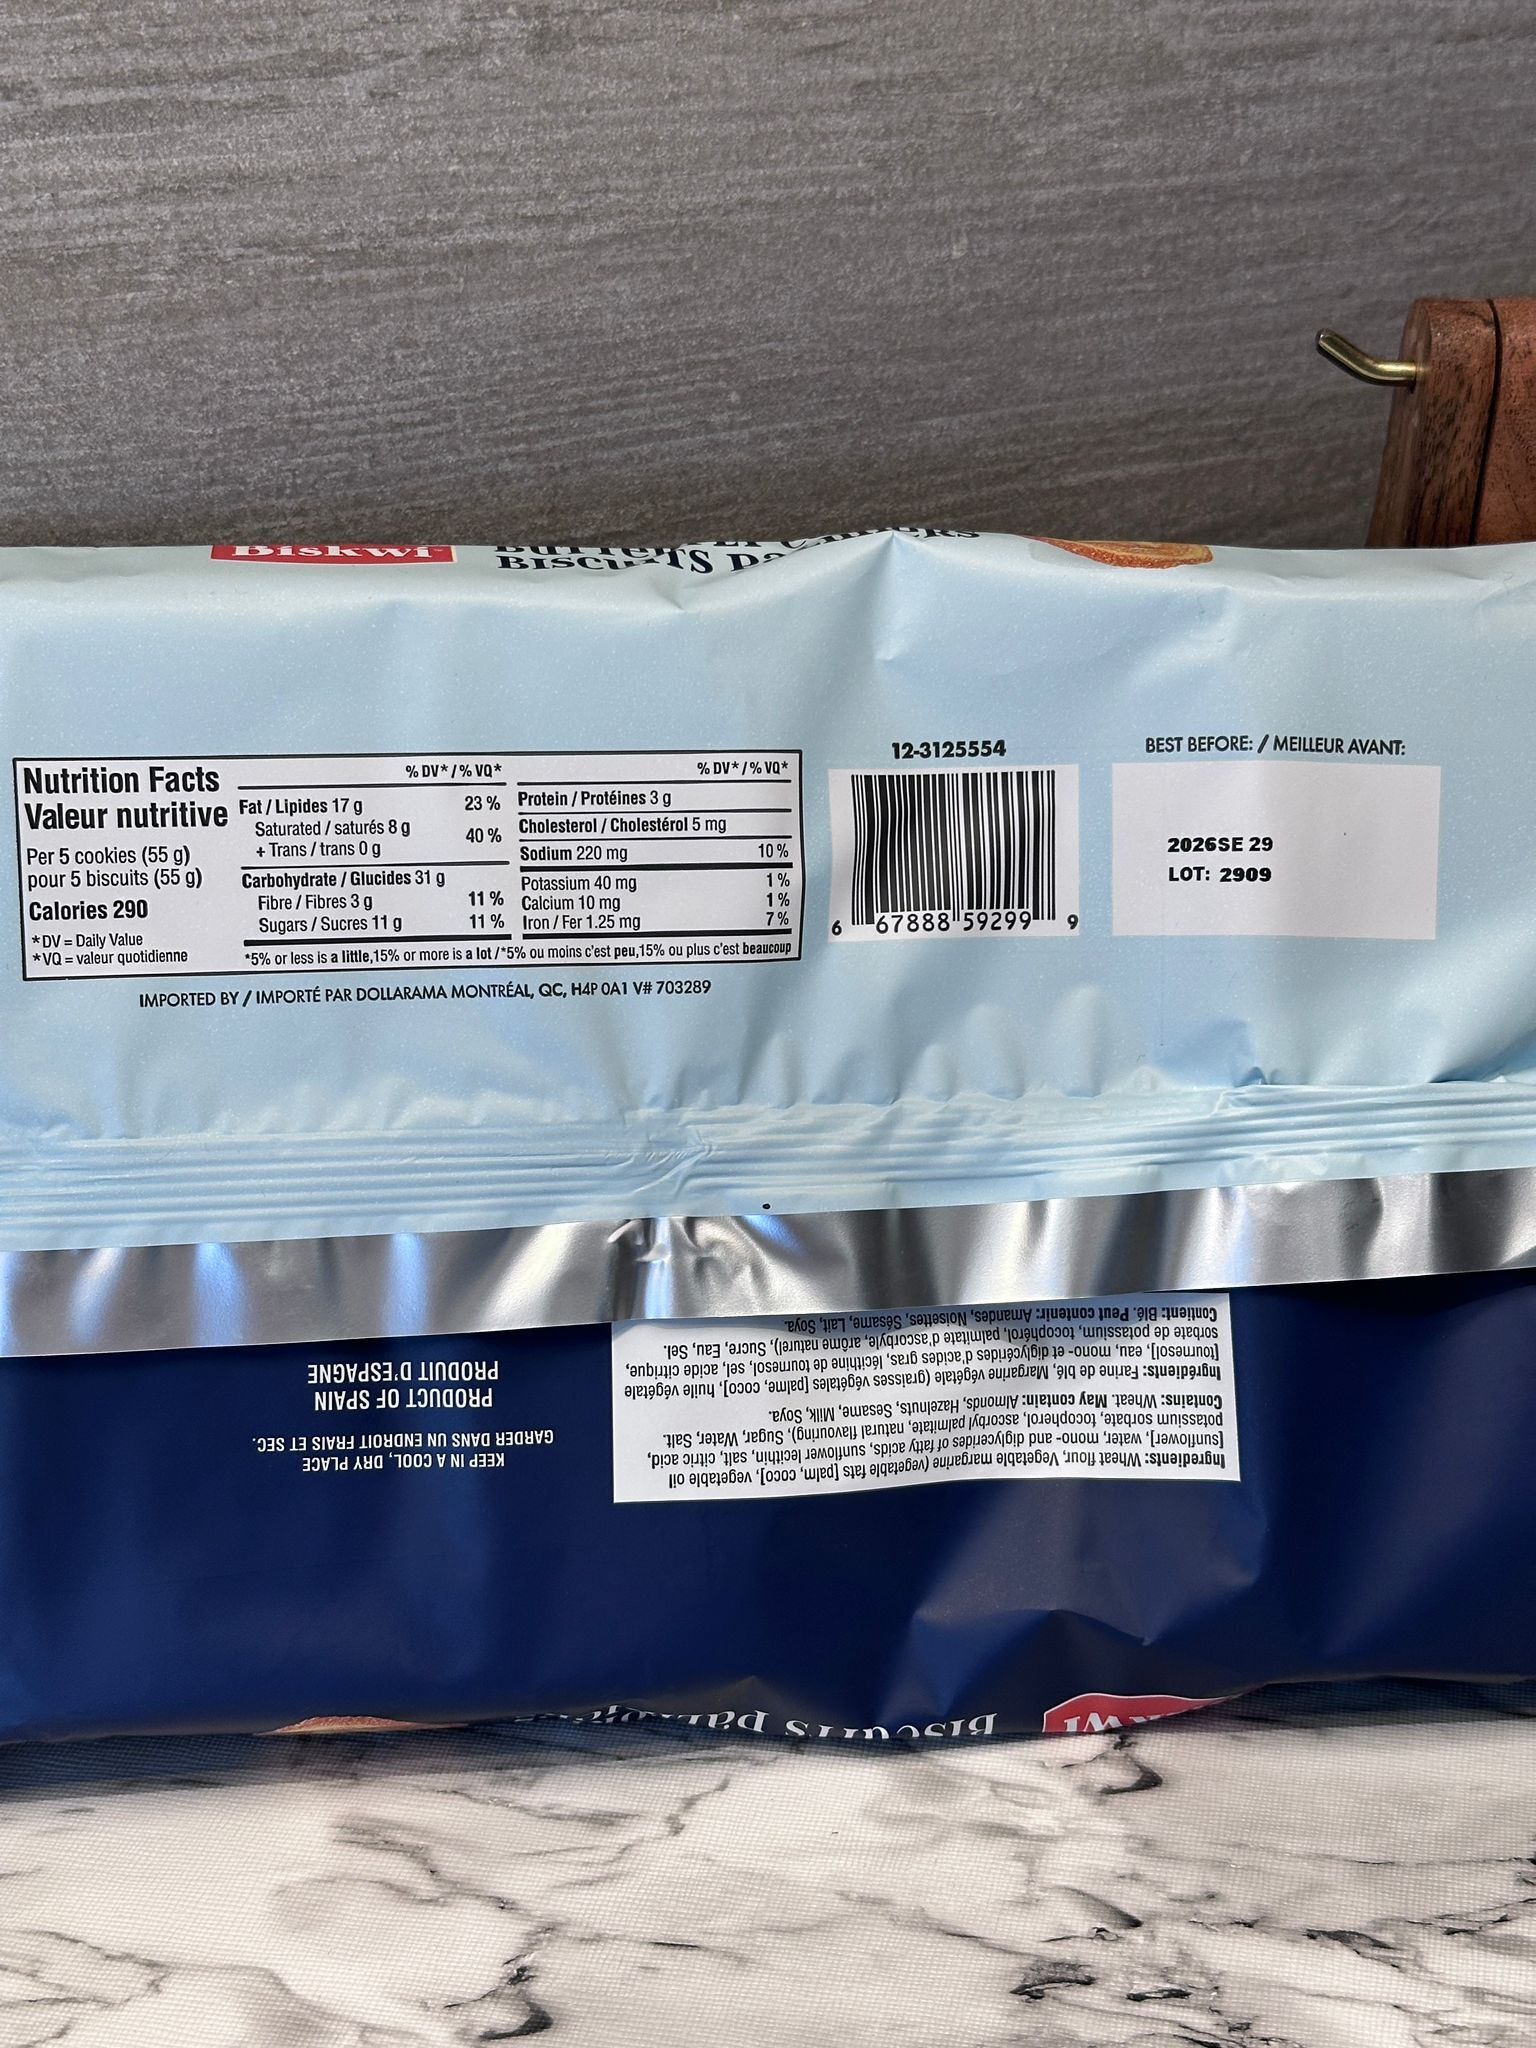 Biskwi
BISCUITS
Nutrition Facts
Valeur nutritive
Per 5 cookies (55 g)
pour 5 biscuits (55 g)
Calories 290
*DV = Daily Value
*VQ = valeur quotidienne
% DV* / % VQ*
Fat / Lipides 17 g 23 %
Saturated / saturés 8 g
+ Trans / trans 0 g 40 %
Carbohydrate / Glucides 31 g
Fibre / Fibres 3 g 11 %
Sugars / Sucres 11 g 11 %
% DV* / % VQ*
Protein / Protéines 3 g
Cholesterol / Cholestérol 5 mg
Sodium 220 mg 10 %
Potassium 40 mg 1 %
Calcium 10 mg 1 %
Iron / Fer 1.25 mg 7 %
*5% or less is a little,15% or more is a lot /*5% ou moins c'est peu,15% ou plus c'est beaucoup
IMPORTED BY / IMPORTÉ PAR DOLLARAMA MONTRÉAL, QC, H4P 0A1 V# 703289
12-3125554
6 67888 59299 9
BEST BEFORE: / MEILLEUR AVANT:
2026SE 29
LOT: 2909
Ingredients: Wheat flour, Vegetable margarine (vegetable fats [palm, coco], vegetable oil
[sunflower], water, mono- and diglycerides of fatty acids, sunflower lecithin, salt, citric acid,
potassium sorbate, tocopherol, ascorbyl palmitate, natural flavouring), Sugar, Water, Salt.
Contains: Wheat. May contain: Almonds, Hazelnuts, Sesame, Milk, Soya.
Ingrédients: Farine de blé, Margarine végétale (graisses végétales [palme, coco], huile végétale
[tournesol], eau, mono- et diglycérides d'acides gras, lécithine de tournesol, sel, acide citrique,
sorbate de potassium, tocophérol, palmitate d'ascorbyle, arôme naturel), Sucre, Eau, Sel.
Contient: Blé. Peut contenir: Amandes, Noisettes, Sésame, Lait, Soya.
KEEP IN A COOL, DRY PLACE
GARDER DANS UN ENDROIT FRAIS ET SEC.
PRODUCT OF SPAIN
PRODUIT D'ESPAGNE